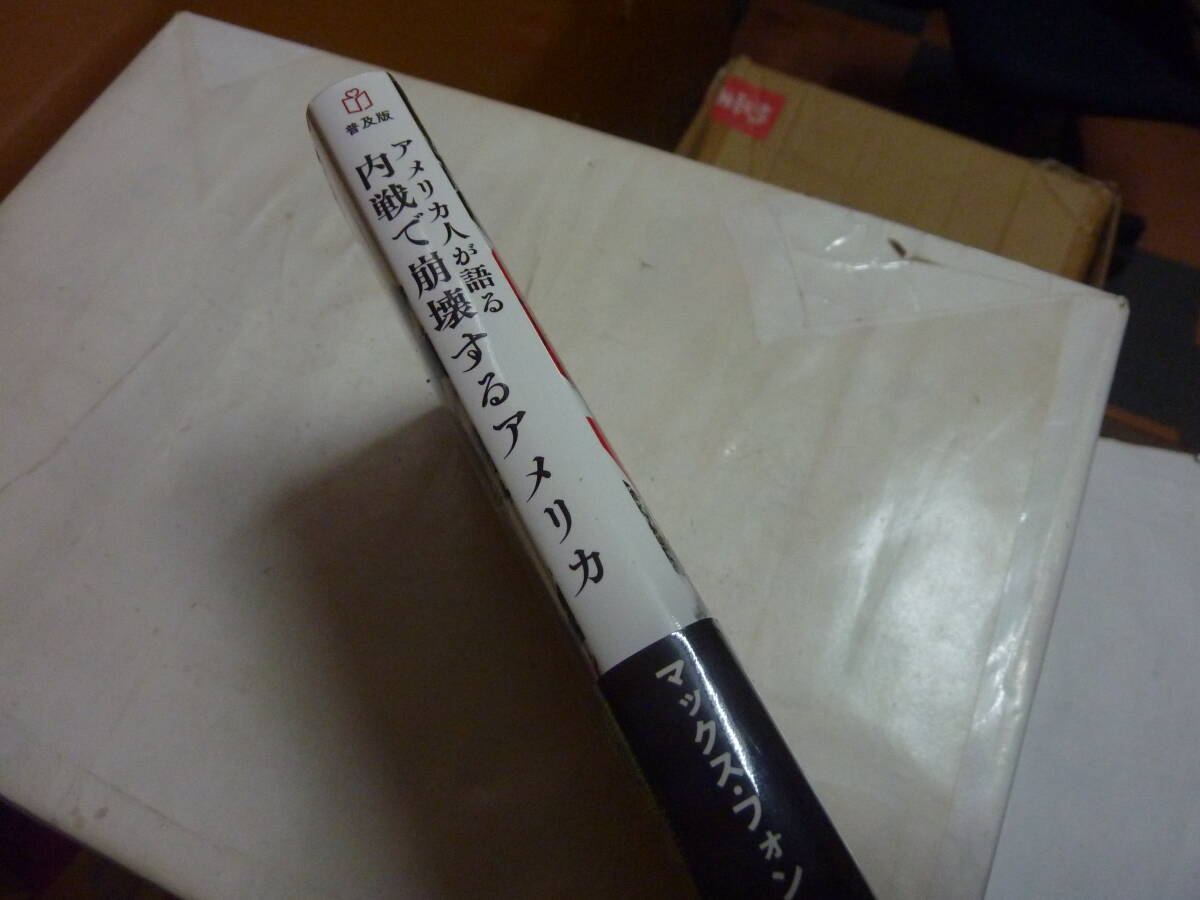 普及版
アメリカ人が語る
内戦で崩壊するアメリカ
マックス・フォン